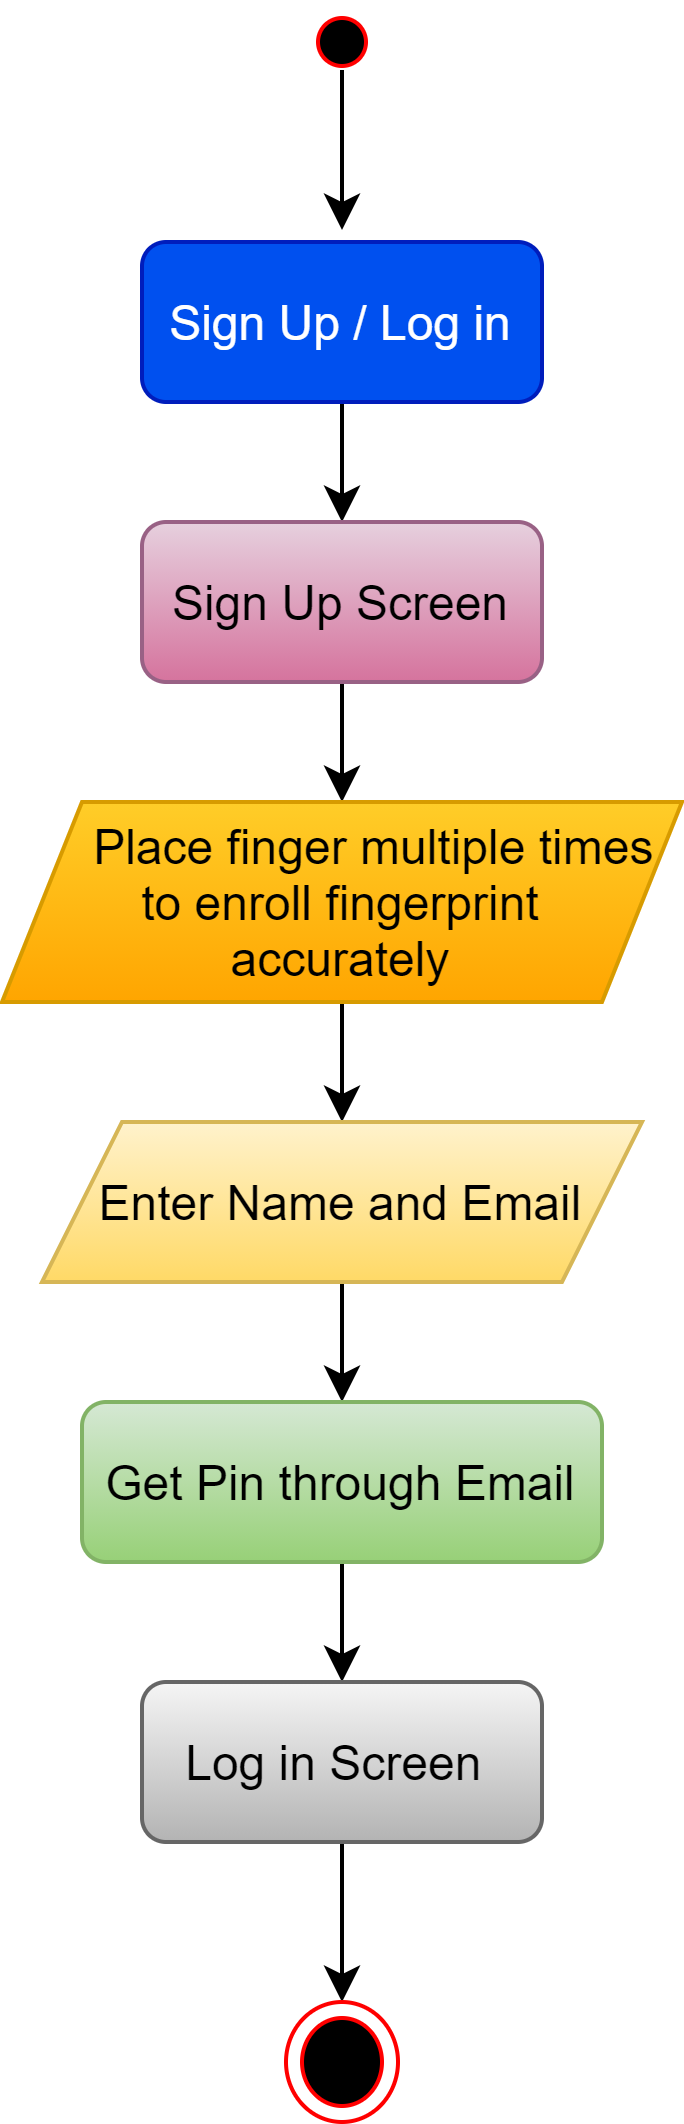 Sign Up / Log in
Sign Up Screen
Place finger multiple times
to enroll fingerprint
accurately
Enter Name and Email
Get Pin through Email
Log in Screen